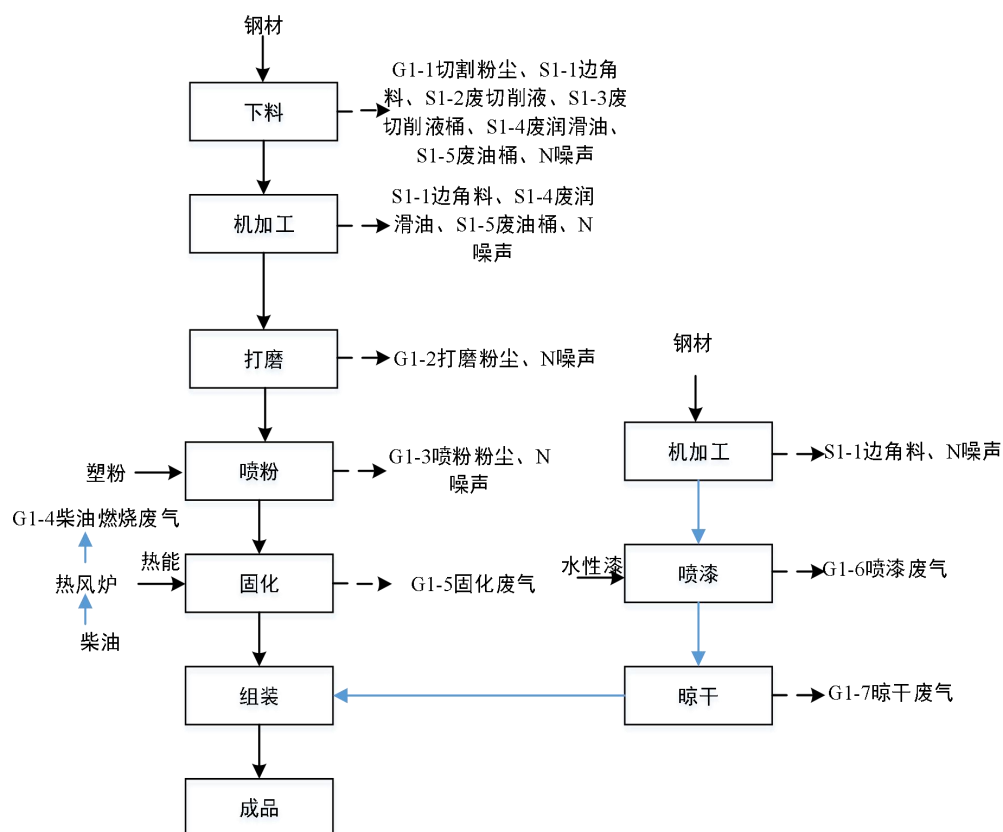 钢材
G1-1切割粉尘、S1-1边角
料、S1-2废切削液、S1-3废
切削液桶、S1-4废润滑油、
S1-5废油桶、N噪声
下料
S1-1边角料、S1-4废润
滑油、S1-5废油桶、N
噪声
机加工
打磨
G1-2打磨粉尘、N噪声
钢材
机加工
S1-1边角料、N噪声
塑粉
喷粉
G1-3喷粉粉尘、N
噪声
G1-4柴油燃烧废气
热能
热风炉
固化
G1-5固化废气
水性漆
喷漆
G1-6喷漆废气
柴油
组装
晾干
G1-7晾干废气
成品